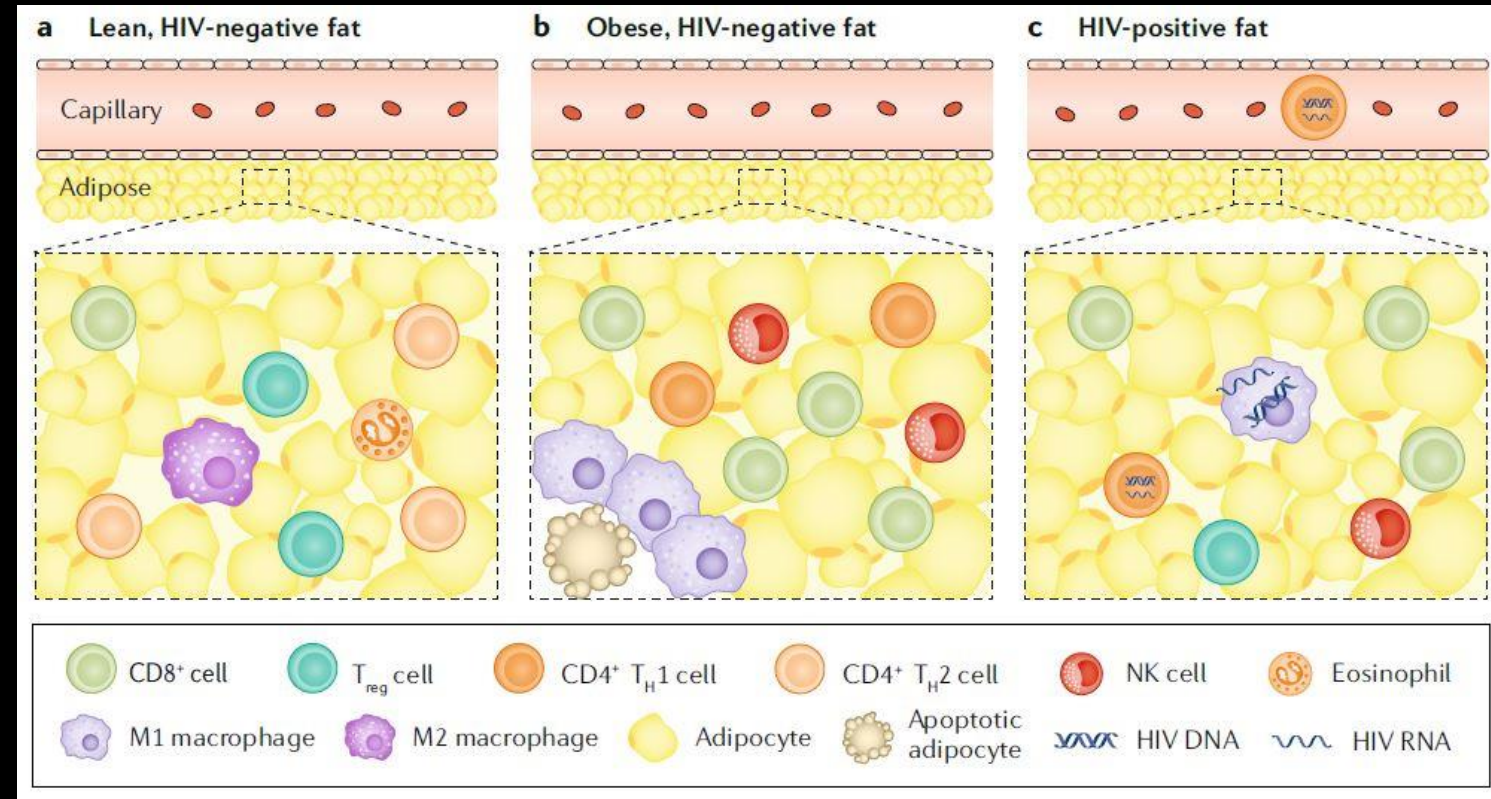 a Lean, HIV-negative fat
b Obese, HIV-negative fat
c HIV-positive fat
Capillary
Adipose
CD8⁺ cell
Treg cell
CD4⁺ TH1 cell
CD4⁺ TH2 cell
NK cell
Eosinophil
M1 macrophage
M2 macrophage
Adipocyte
Apoptotic
adipocyte
HIV DNA
HIV RNA